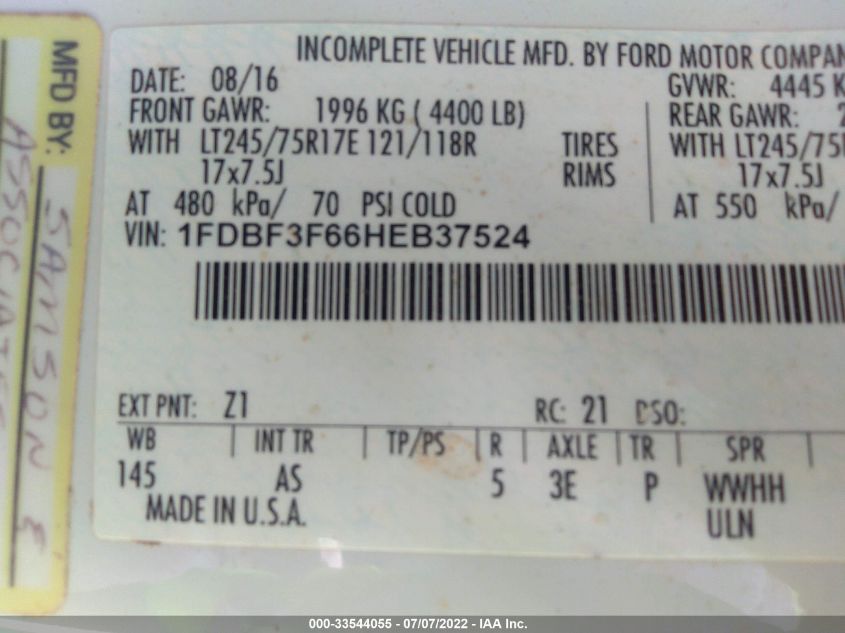 MFD BY: SAMSON &
ASSOCIATES
INCOMPLETE VEHICLE MFD. BY FORD MOTOR COMPAN
DATE: 08/16 GVWR: 4445 K
FRONT GAWR: 1996 KG ( 4400 LB) REAR GAWR: 2
WITH LT245/75R17E 121/118R TIRES WITH LT245/75
17x7.5J RIMS 17x7.5J
AT 480 kPa/ 70 PSI COLD AT 550 kPa/
VIN: 1FDBF3F66HEB37524
EXT PNT: Z1 RC: 21 DSO:
WB INT TR TP/PS R AXLE TR SPR
145 AS 5 3E P WWHH
MADE IN U.S.A. ULN
000-33544055 - 07/07/2022 - IAA Inc.